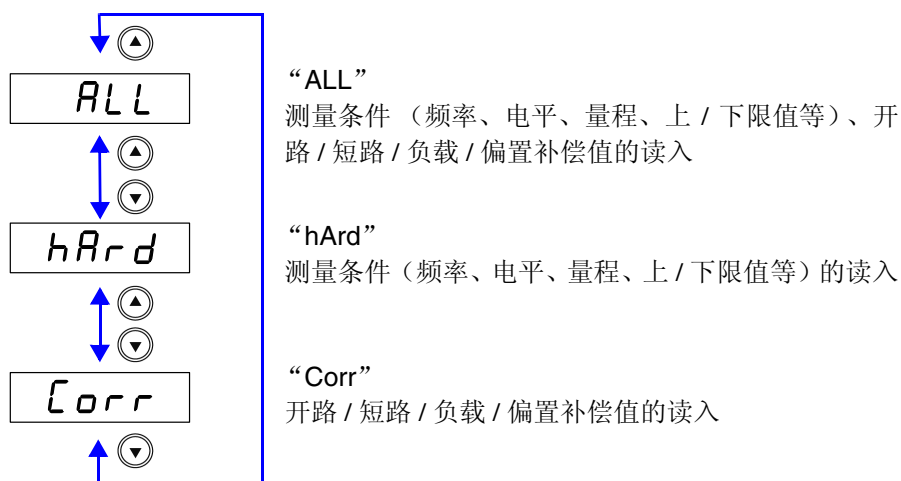 ALL
“ALL”
测量条件 （频率、电平、量程、上 / 下限值等）、开
路 / 短路 / 负载 / 偏置补偿值的读入
hArd
“hArd”
测量条件（频率、电平、量程、上 / 下限值等）的读入
Corr
“Corr”
开路 / 短路 / 负载 / 偏置补偿值的读入